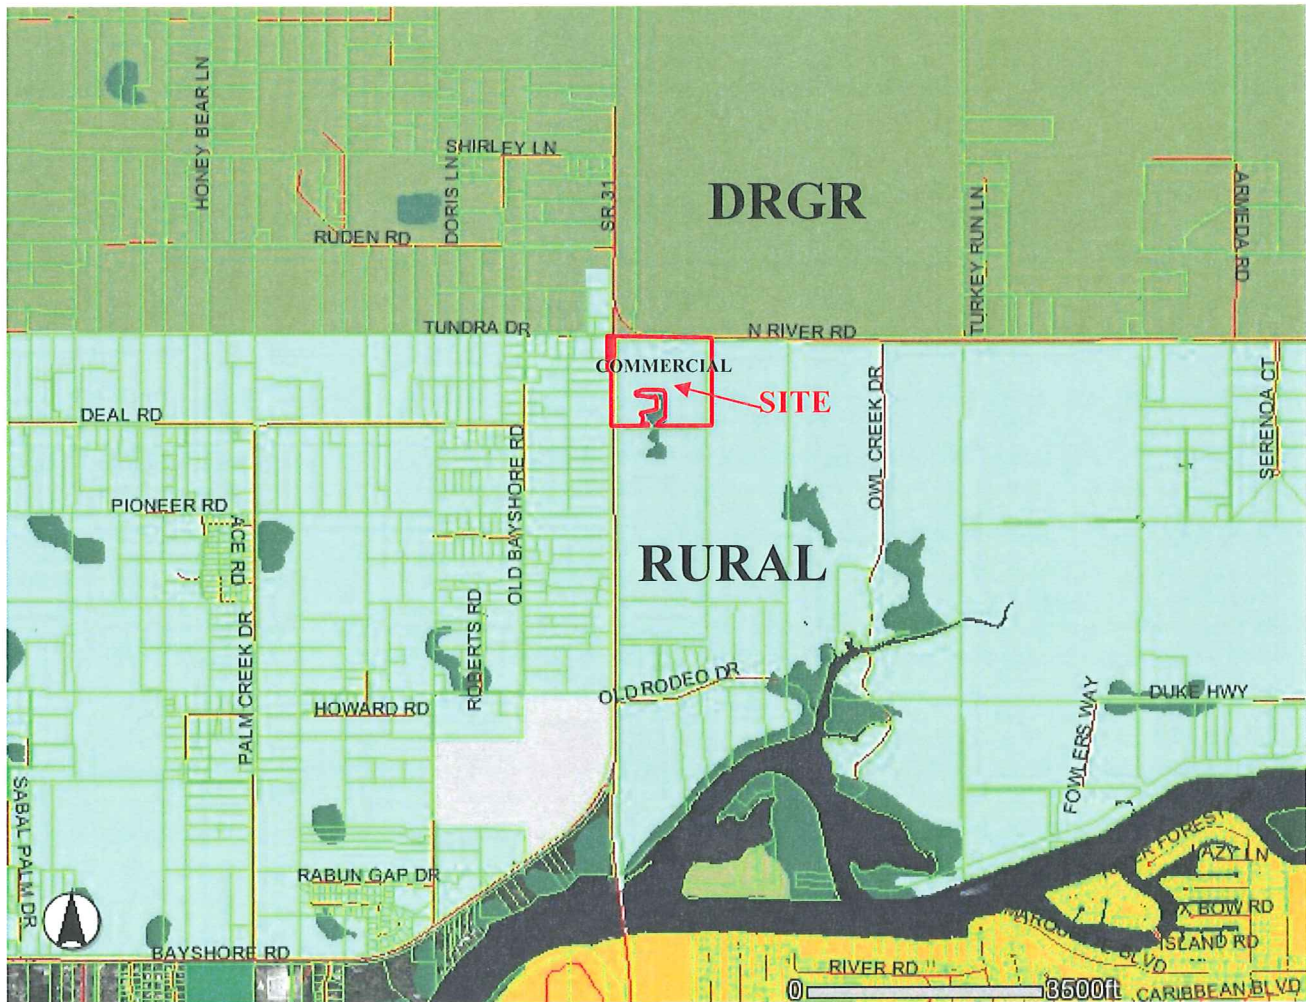 HONEY BEAR LN
SHIRLEY LN
DORIS LN
SR 31
DRGR
TURKEY RUN LN
ARMEDA RD
RUDEN RD
TUNDRA DR
N RIVER RD
COMMERCIAL
SITE
DEAL RD
OLD BAYSHORE RD
OWL CREEK DR
SERENOA CT
PIONEER RD
ACE RD
RURAL
ROBERTS RD
PALM CREEK DR
OLD RODEO DR
HOWARD RD
FOWLERS WAY
DUKE HWY
SABAL PALM DR
FOREST
LAZY LN
RABUN GAP DR
X BOW RD
ISLAND RD
BLVD
BAYSHORE RD
RIVER RD
0 3500ft
CARIBBEAN BLVD